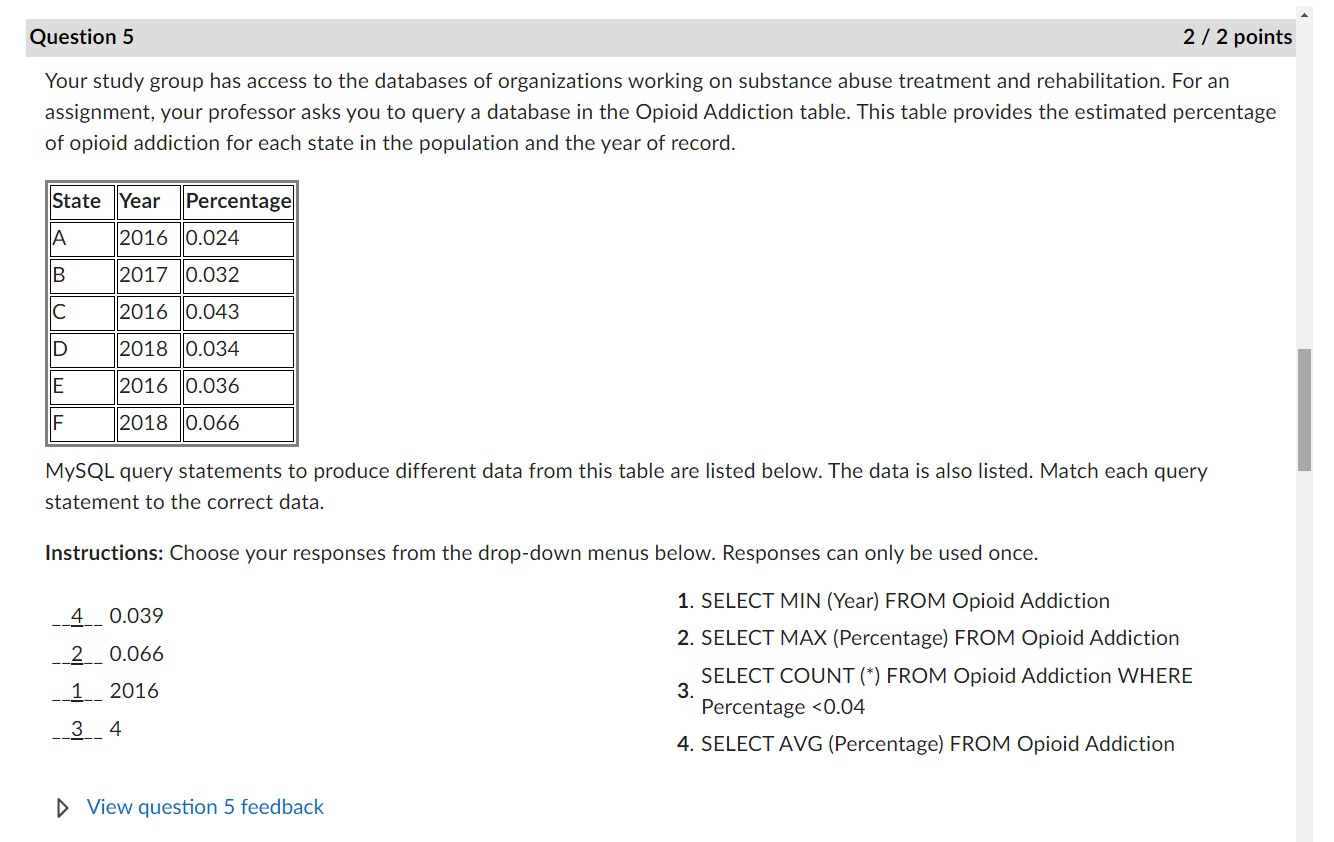 Question 5 2 / 2 points
Your study group has access to the databases of organizations working on substance abuse treatment and rehabilitation. For an
assignment, your professor asks you to query a database in the Opioid Addiction table. This table provides the estimated percentage
of opioid addiction for each state in the population and the year of record.
State Year Percentage
A 2016 0.024
B 2017 0.032
C 2016 0.043
D 2018 0.034
E 2016 0.036
F 2018 0.066
MySQL query statements to produce different data from this table are listed below. The data is also listed. Match each query
statement to the correct data.
Instructions: Choose your responses from the drop-down menus below. Responses can only be used once.
__4__ 0.039
__2__ 0.066
__1__ 2016
__3__ 4
1. SELECT MIN (Year) FROM Opioid Addiction
2. SELECT MAX (Percentage) FROM Opioid Addiction
3. SELECT COUNT (*) FROM Opioid Addiction WHERE
Percentage <0.04
4. SELECT AVG (Percentage) FROM Opioid Addiction
View question 5 feedback